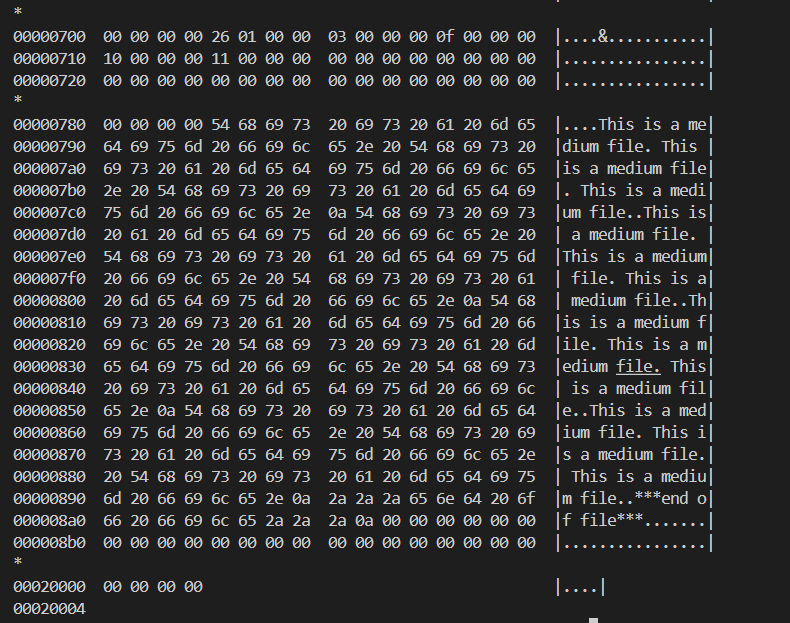 *
00000700  00 00 00 00 26 01 00 00  03 00 00 00 0f 00 00 00  |....&...........|
00000710  10 00 00 00 11 00 00 00  00 00 00 00 00 00 00 00  |................|
00000720  00 00 00 00 00 00 00 00  00 00 00 00 00 00 00 00  |................|
*
00000780  00 00 00 00 54 68 69 73  20 69 73 20 61 20 6d 65  |....This is a me|
00000790  64 69 75 6d 20 66 69 6c  65 2e 20 54 68 69 73 20  |dium file. This |
000007a0  69 73 20 61 20 6d 65 64  69 75 6d 20 66 69 6c 65  |is a medium file|
000007b0  2e 20 54 68 69 73 20 69  73 20 61 20 6d 65 64 69  |. This is a medi|
000007c0  75 6d 20 66 69 6c 65 2e  0a 54 68 69 73 20 69 73  |um file..This is|
000007d0  20 61 20 6d 65 64 69 75  6d 20 66 69 6c 65 2e 20  | a medium file. |
000007e0  54 68 69 73 20 69 73 20  61 20 6d 65 64 69 75 6d  |This is a medium|
000007f0  20 66 69 6c 65 2e 20 54  68 69 73 20 69 73 20 61  | file. This is a|
00000800  20 6d 65 64 69 75 6d 20  66 69 6c 65 2e 0a 54 68  | medium file..Th|
00000810  69 73 20 69 73 20 61 20  6d 65 64 69 75 6d 20 66  |is is a medium f|
00000820  69 6c 65 2e 20 54 68 69  73 20 69 73 20 61 20 6d  |ile. This is a m|
00000830  65 64 69 75 6d 20 66 69  6c 65 2e 20 54 68 69 73  |edium file. This|
00000840  20 69 73 20 61 20 6d 65  64 69 75 6d 20 66 69 6c  | is a medium fil|
00000850  65 2e 0a 54 68 69 73 20  69 73 20 61 20 6d 65 64  |e..This is a med|
00000860  69 75 6d 20 66 69 6c 65  2e 20 54 68 69 73 20 69  |ium file. This i|
00000870  73 20 61 20 6d 65 64 69  75 6d 20 66 69 6c 65 2e  |s a medium file.|
00000880  20 54 68 69 73 20 69 73  20 61 20 6d 65 64 69 75  | This is a mediu|
00000890  6d 20 66 69 6c 65 2e 0a  2a 2a 2a 65 6e 64 20 6f  |m file..***end o|
000008a0  66 20 66 69 6c 65 2a 2a  2a 0a 00 00 00 00 00 00  |f file***.......|
000008b0  00 00 00 00 00 00 00 00  00 00 00 00 00 00 00 00  |................|
*
00020000  00 00 00 00  |....|
00020004